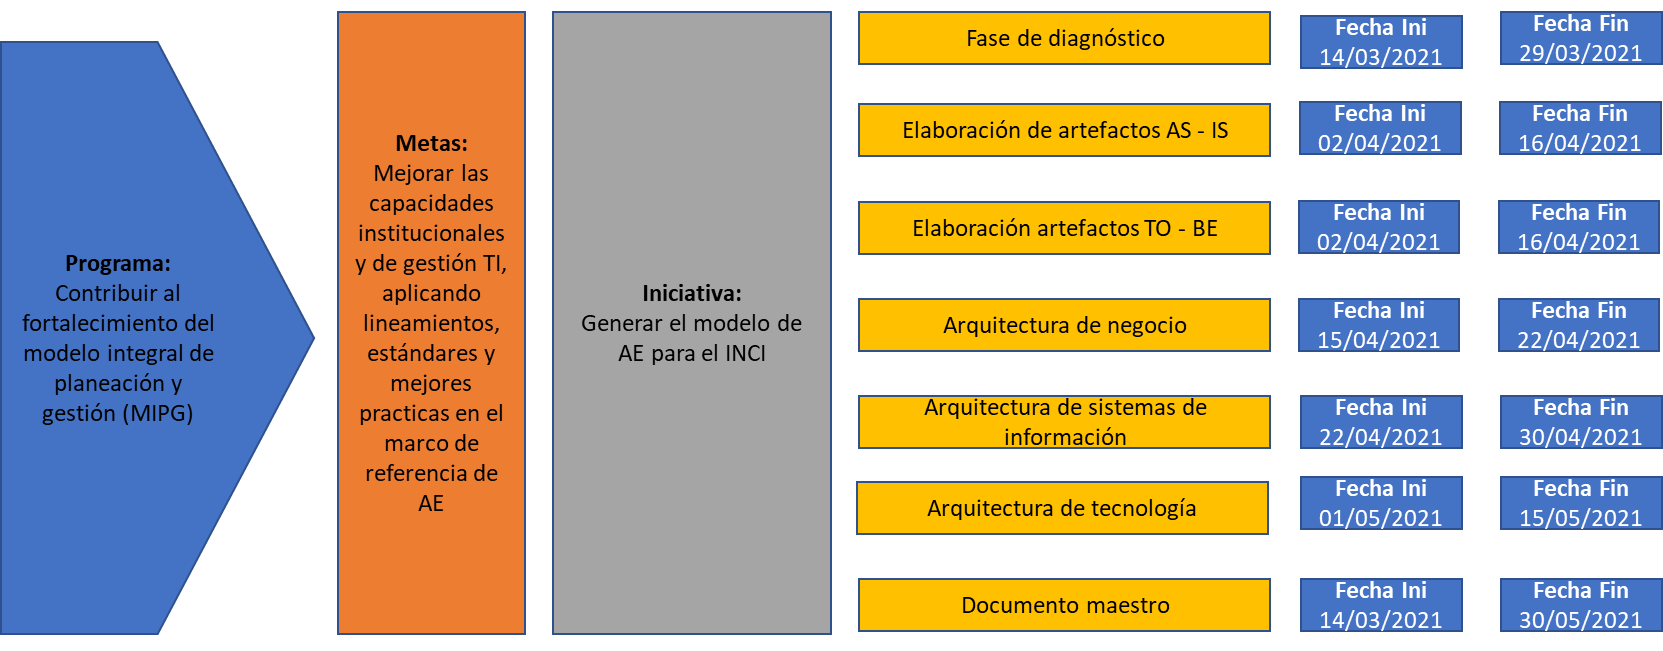 Programa:
Contribuir al
fortalecimiento del
modelo integral de
planeación y
gestión (MIPG)
Metas:
Mejorar las
capacidades
institucionales
y de gestión TI,
aplicando
lineamientos,
estándares y
mejores
practicas en el
marco de
referencia de
AE
Iniciativa:
Generar el modelo de
AE para el INCI
Fase de diagnóstico
Fecha Ini
14/03/2021
Fecha Fin
29/03/2021
Elaboración de artefactos AS - IS
Fecha Ini
02/04/2021
Fecha Fin
16/04/2021
Elaboración artefactos TO - BE
Fecha Ini
02/04/2021
Fecha Fin
16/04/2021
Arquitectura de negocio
Fecha Ini
15/04/2021
Fecha Fin
22/04/2021
Arquitectura de sistemas de
información
Fecha Ini
22/04/2021
Fecha Fin
30/04/2021
Arquitectura de tecnología
Fecha Ini
01/05/2021
Fecha Fin
15/05/2021
Documento maestro
Fecha Ini
14/03/2021
Fecha Fin
30/05/2021